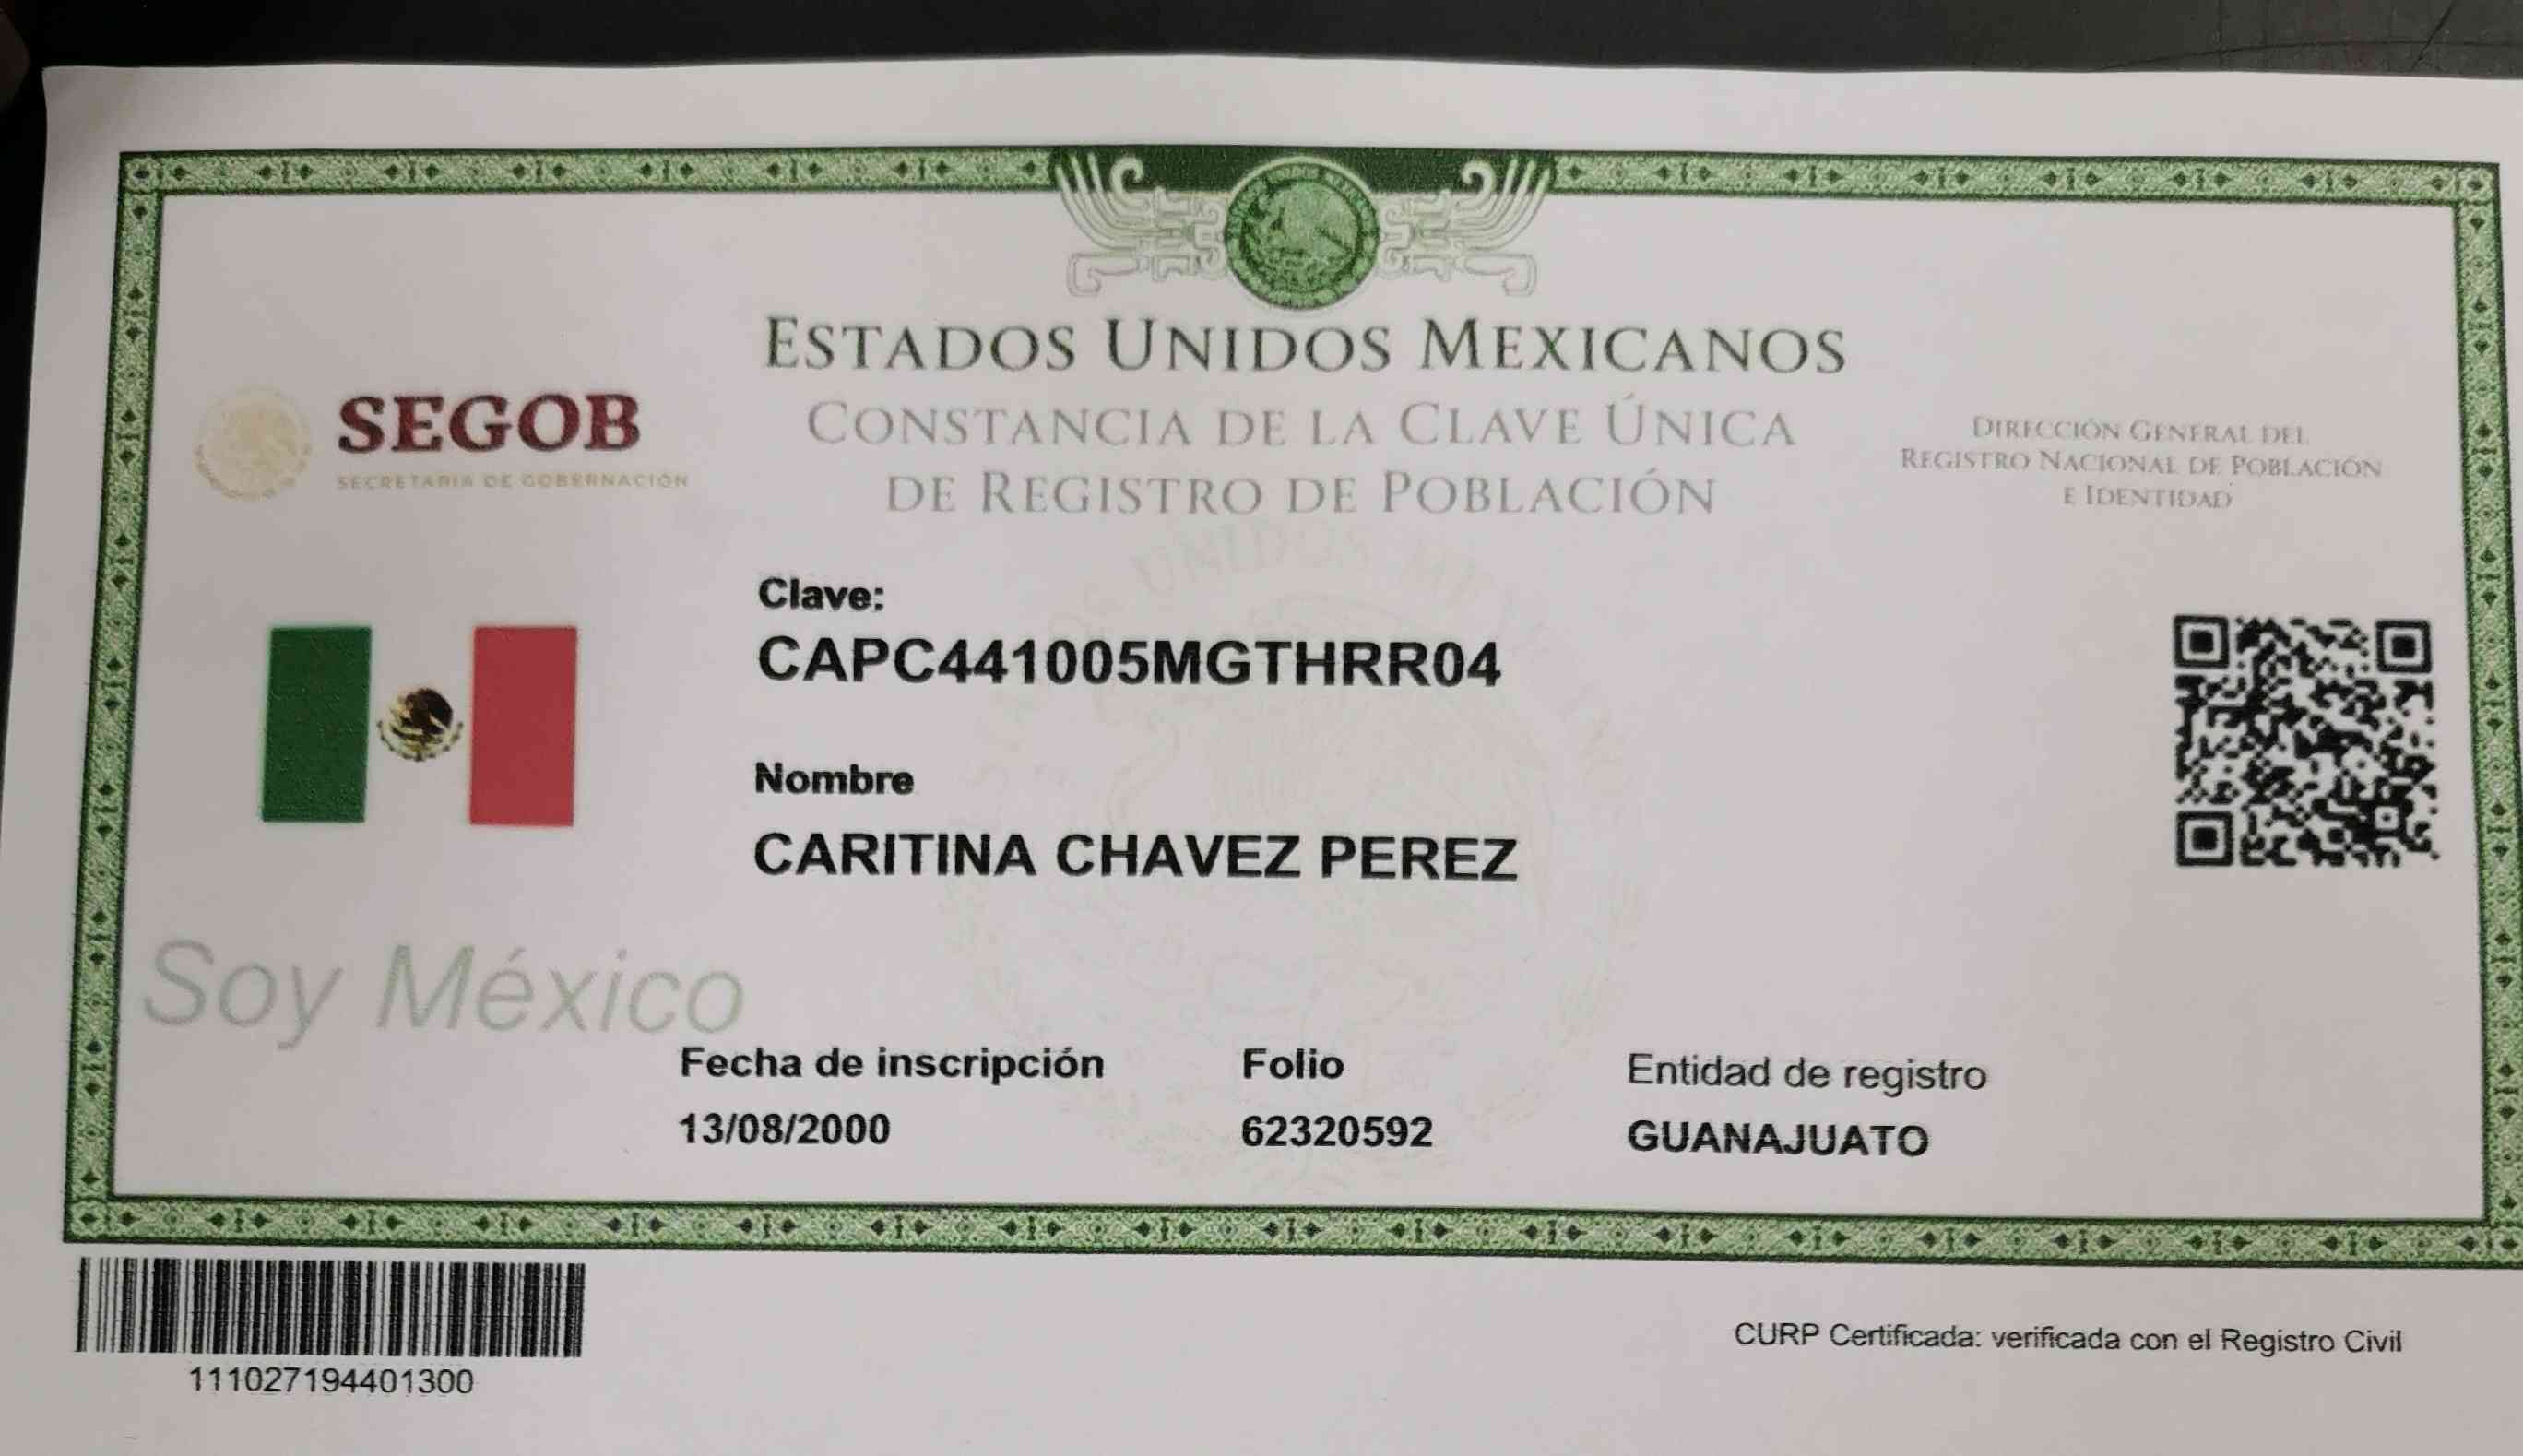 ESTADOS UNIDOS MEXICANOS
CONSTANCIA DE LA CLAVE ÚNICA
DE REGISTRO DE POBLACIÓN
SEGOB
SECRETARÍA DE GOBERNACIÓN
DIRECCIÓN GENERAL DEL
REGISTRO NACIONAL DE POBLACIÓN
E IDENTIDAD
Clave:
CAPC441005MGTHRR04
Nombre
CARITINA CHAVEZ PEREZ
Soy México
Fecha de inscripción
13/08/2000
Folio
62320592
Entidad de registro
GUANAJUATO
111027194401300
CURP Certificada: verificada con el Registro Civil